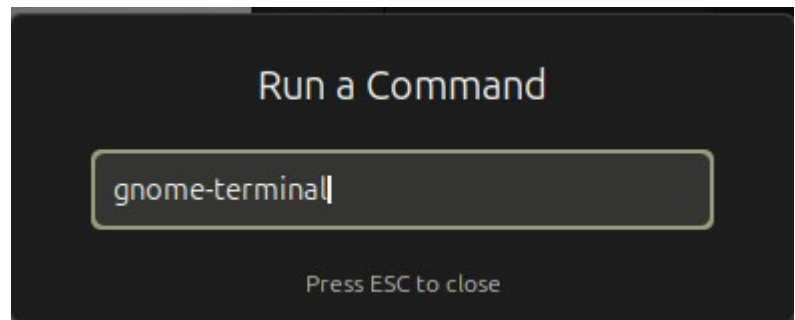 Run a Command
gnome-terminal
Press ESC to close